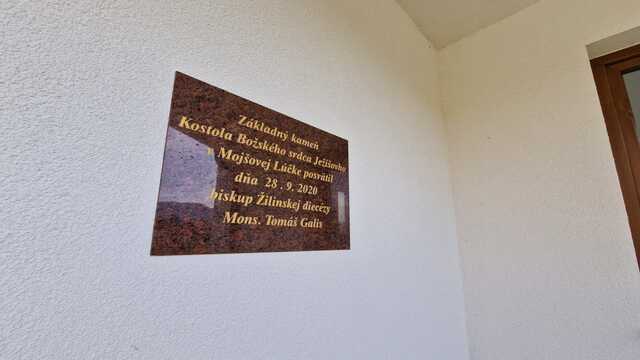 Základný kameň
Kostola Božského srdca Ježišovho
v Mojšovej Lúčke posvätil
dňa 28 . 9. 2020
biskup Žilinskej diecézy
Mons. Tomáš Galis